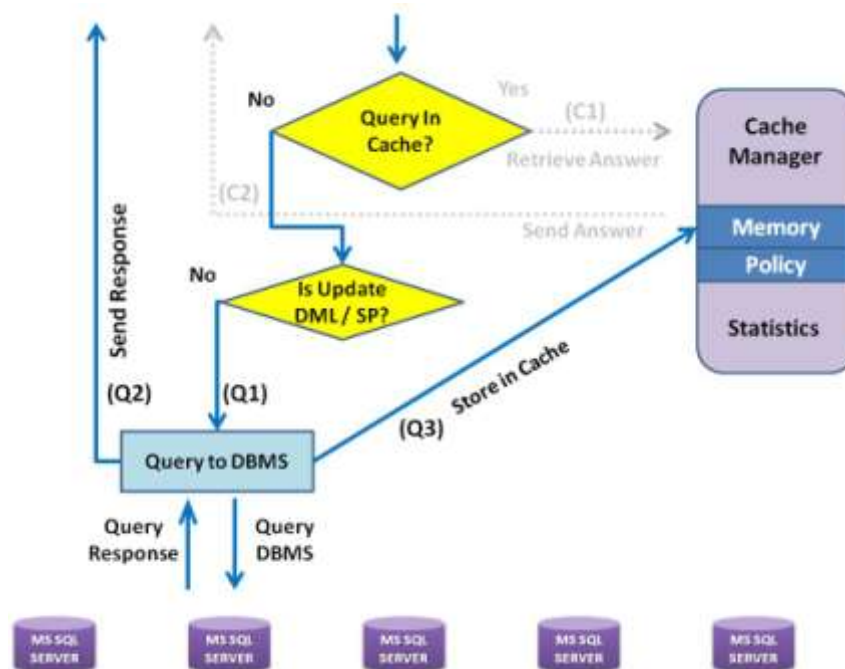 No
Query In
Cache?
Yes
(C1)
Retrieve Answer
Cache
Manager
(C2)
Send Answer
Memory
Policy
Statistics
No
Is Update
DML / SP?
Send Response
(Q2)
(Q1)
(Q3)
Store in Cache
Query to DBMS
Query
Response
Query
DBMS
MS SQL
SERVER
MS SQL
SERVER
MS SQL
SERVER
MS SQL
SERVER
MS SQL
SERVER